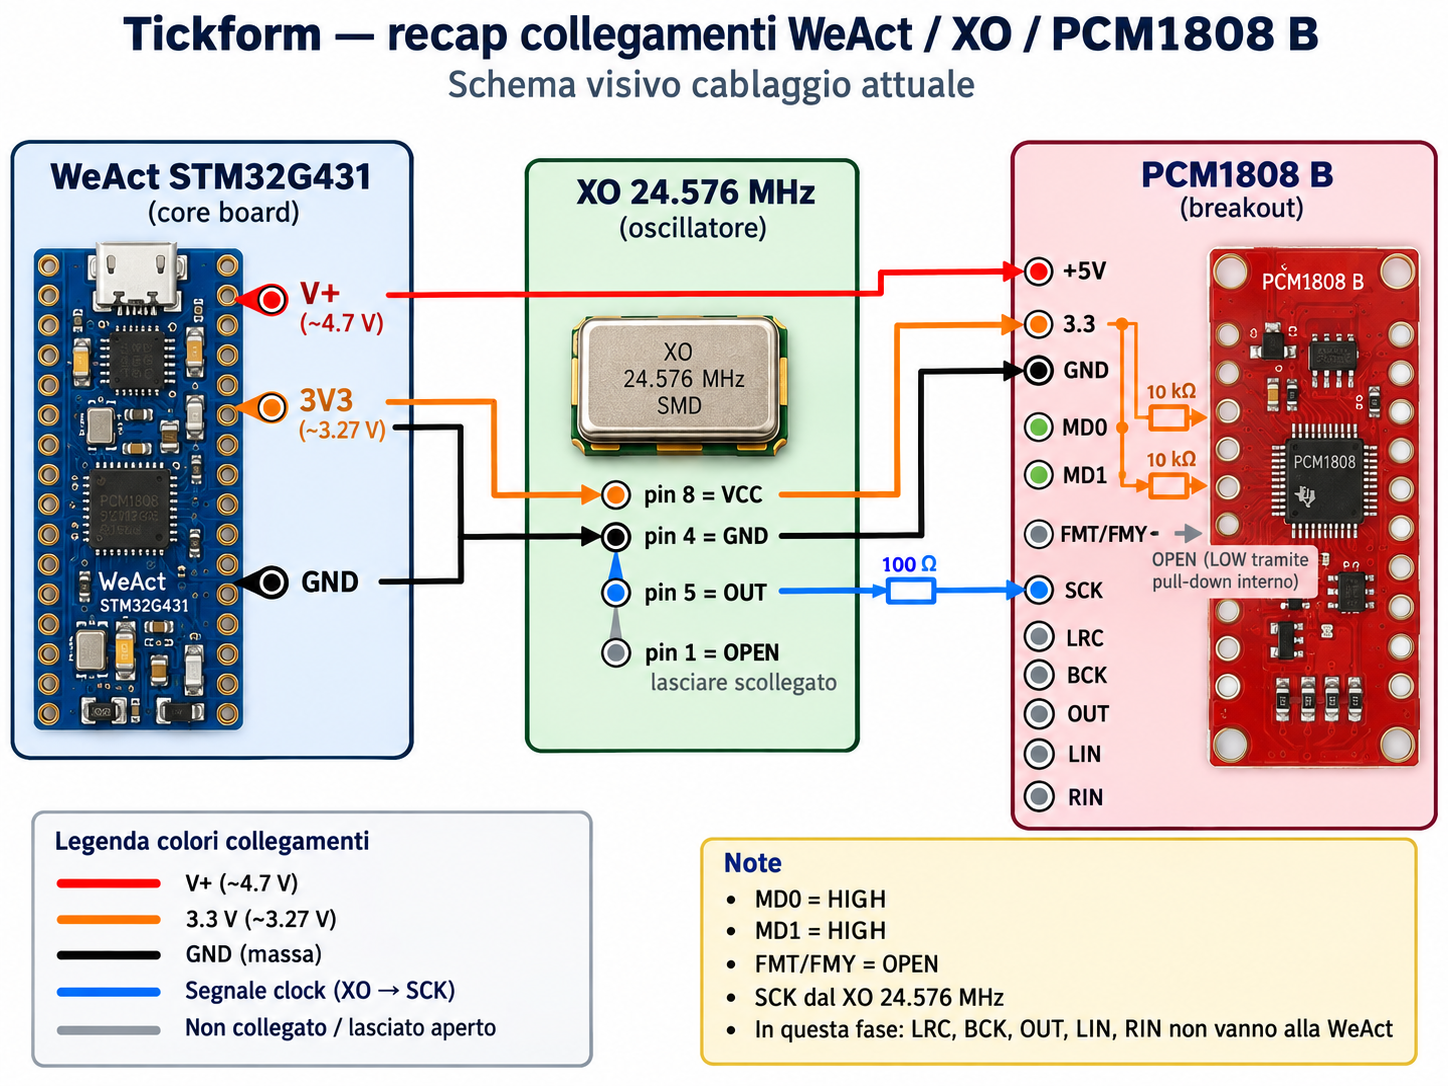 Tickform — recap collegamenti WeAct / XO / PCM1808 B
Schema visivo cablaggio attuale
WeAct STM32G431
(core board)
V+
(~4.7 V)
3V3
(~3.27 V)
GND
PCM1808
WeAct
STM32G431
XO 24.576 MHz
(oscillatore)
XO
24.576 MHz
SMD
pin 8 = VCC
pin 4 = GND
pin 5 = OUT
pin 1 = OPEN
lasciare scollegato
100 Ω
PCM1808 B
(breakout)
+5V
3.3
GND
MD0
MD1
FMT/FMY
SCK
LRC
BCK
OUT
LIN
RIN
10 kΩ
10 kΩ
OPEN (LOW tramite
pull-down interno)
PCM1808 B
PCM1808
Legenda colori collegamenti
V+ (~4.7 V)
3.3 V (~3.27 V)
GND (massa)
Segnale clock (XO → SCK)
Non collegato / lasciato aperto
Note
• MD0 = HIGH
• MD1 = HIGH
• FMT/FMY = OPEN
• SCK dal XO 24.576 MHz
• In questa fase: LRC, BCK, OUT, LIN, RIN non vanno alla WeAct